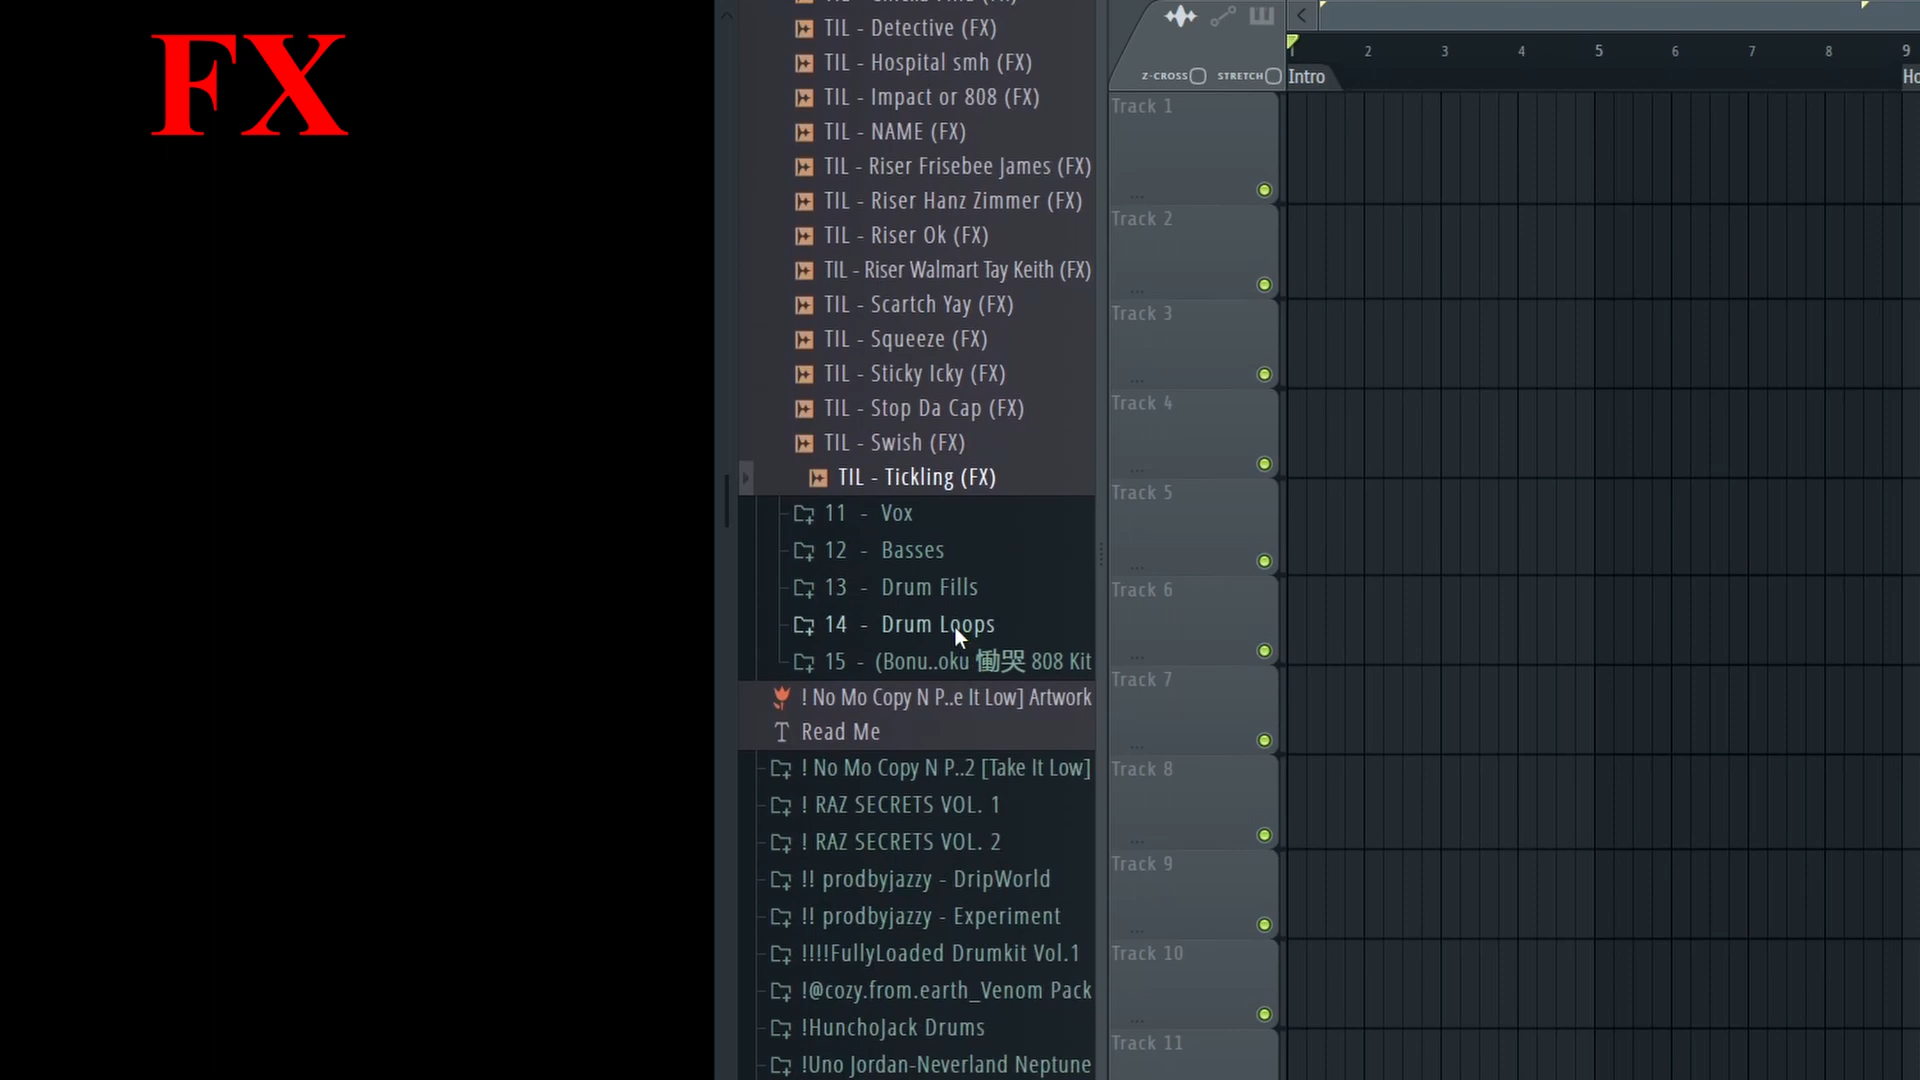 FX
TIL - Detective (FX)
TIL - Hospital smh (FX)
TIL - Impact or 808 (FX)
TIL - NAME (FX)
TIL - Riser Frisebee James (FX)
TIL - Riser Hanz Zimmer (FX)
TIL - Riser Ok (FX)
TIL - Riser Walmart Tay Keith (FX)
TIL - Scartch Yay (FX)
TIL - Squeeze (FX)
TIL - Sticky Icky (FX)
TIL - Stop Da Cap (FX)
TIL - Swish (FX)
TIL - Tickling (FX)
11 - Vox
12 - Basses
13 - Drum Fills
14 - Drum Loops
15 - (Bonu..oku 慟哭 808 Kit
! No Mo Copy N P..e It Low] Artwork
Read Me
! No Mo Copy N P..2 [Take It Low]
! RAZ SECRETS VOL. 1
! RAZ SECRETS VOL. 2
!! prodbyjazzy - DripWorld
!! prodbyjazzy - Experiment
!!!!FullyLoaded Drumkit Vol.1
!@cozy.from.earth_Venom Pack
!HunchoJack Drums
!Uno Jordan-Neverland Neptune
Z-CROSS STRETCH
1 2 3 4 5 6 7 8 9
Intro
Track 1
Track 2
Track 3
Track 4
Track 5
Track 6
Track 7
Track 8
Track 9
Track 10
Track 11